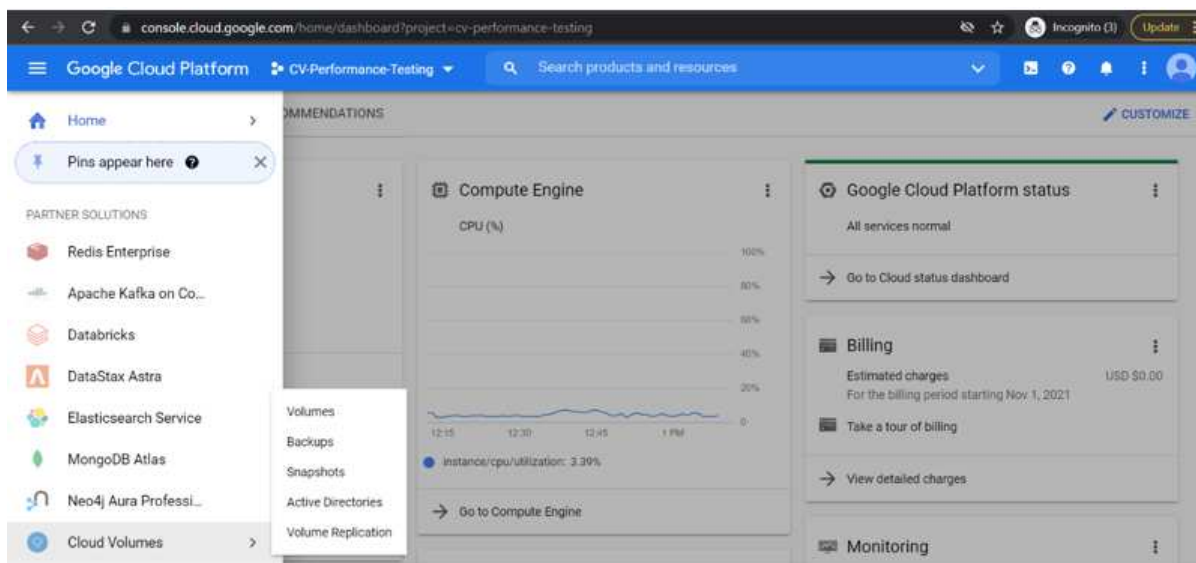 console.cloud.google.com/home/dashboard?project=cv-performance-testing
Incognito (3)
Update
Google Cloud Platform
CV-Performance-Testing
Search products and resources
Home
OMMENDATIONS
CUSTOMIZE
Pins appear here
PARTNER SOLUTIONS
Redis Enterprise
Apache Kafka on Co...
Databricks
DataStax Astra
Elasticsearch Service
MongoDB Atlas
Neo4j Aura Professi...
Cloud Volumes
Volumes
Backups
Snapshots
Active Directories
Volume Replication
Compute Engine
CPU (%)
100%
80%
60%
40%
20%
0
12:15 12:30 12:45 1 PM
instance/cpu/utilization: 3.39%
Go to Compute Engine
Google Cloud Platform status
All services normal
Go to Cloud status dashboard
Billing
Estimated charges USD $0.00
For the billing period starting Nov 1, 2021
Take a tour of billing
View detailed charges
Monitoring